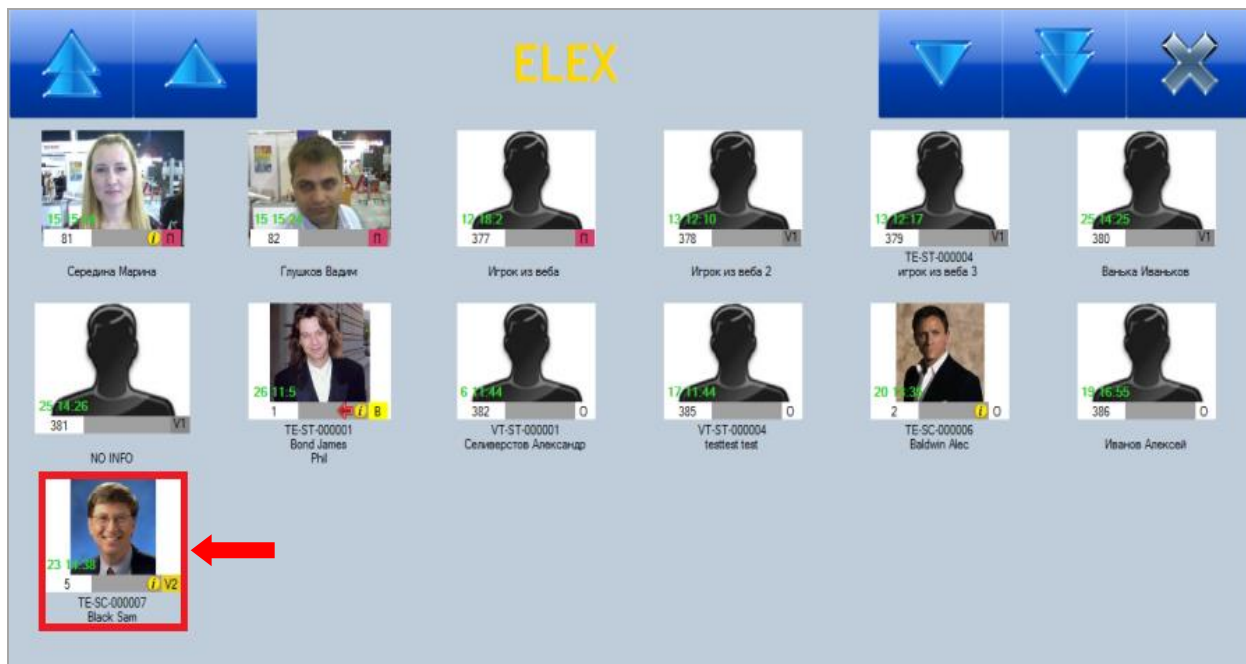 ELEX
15 15:24
81 i П
Середина Марина
15 15:24
82 П
Глушков Вадим
12 18:2
377 П
Игрок из веба
13 12:10
378 V1
Игрок из веба 2
13 12:17
379 V1
TE-ST-000004
игрок из веба 3
25 14:25
380 V1
Ванька Иваньков
25 14:26
381 V1
NO INFO
26 11:5
1 i B
TE-ST-000001
Bond James
Phil
6 11:44
382 O
VT-ST-000001
Селиверстов Александр
17 11:44
385 O
VT-ST-000004
testtest test
20
2 i O
TE-SC-000006
Baldwin Alec
19 16:55
386 O
Иванов Алексей
23 14:38
5 i V2
TE-SC-000007
Black Sam